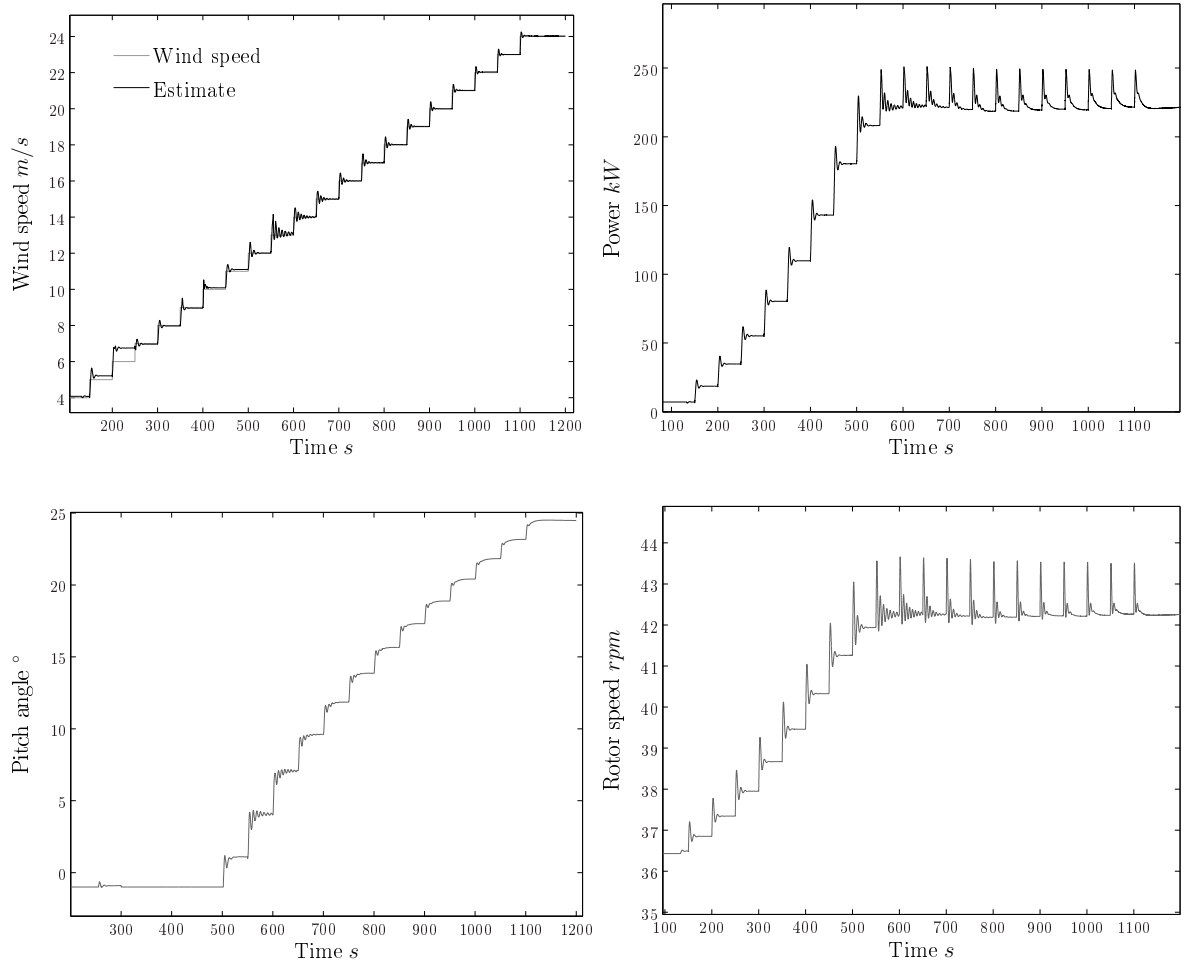 24
22
20
18
16
14
12
10
8
6
4
Wind speed m/s
Wind speed
Estimate
200 300 400 500 600 700 800 900 1000 1100 1200
Time s
250
200
150
100
50
0
Power kW
100 200 300 400 500 600 700 800 900 1000 1100
Time s
25
20
15
10
5
0
Pitch angle °
300 400 500 600 700 800 900 1000 1100 1200
Time s
44
43
42
41
40
39
38
37
36
35
Rotor speed rpm
100 200 300 400 500 600 700 800 900 1000 1100
Time s